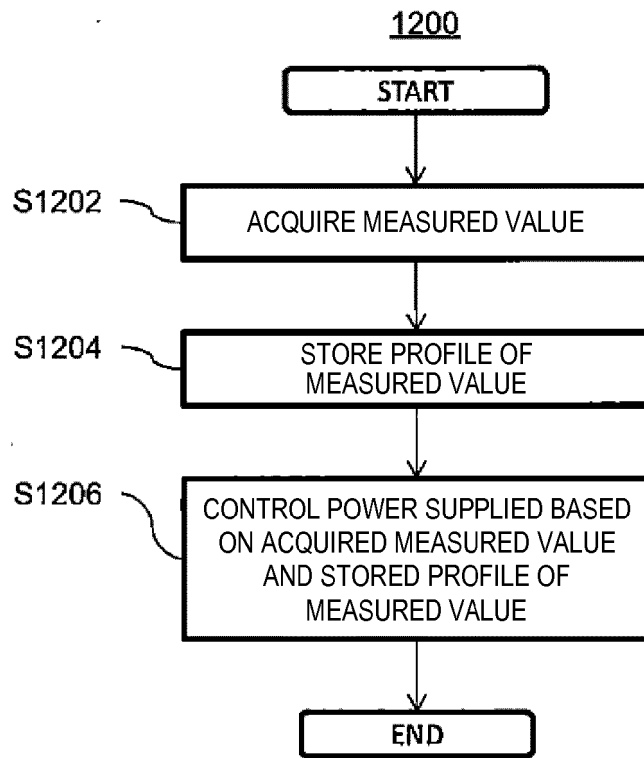 1200
START
S1202
ACQUIRE MEASURED VALUE
S1204
STORE PROFILE OF
MEASURED VALUE
S1206
CONTROL POWER SUPPLIED BASED
ON ACQUIRED MEASURED VALUE
AND STORED PROFILE OF
MEASURED VALUE
END